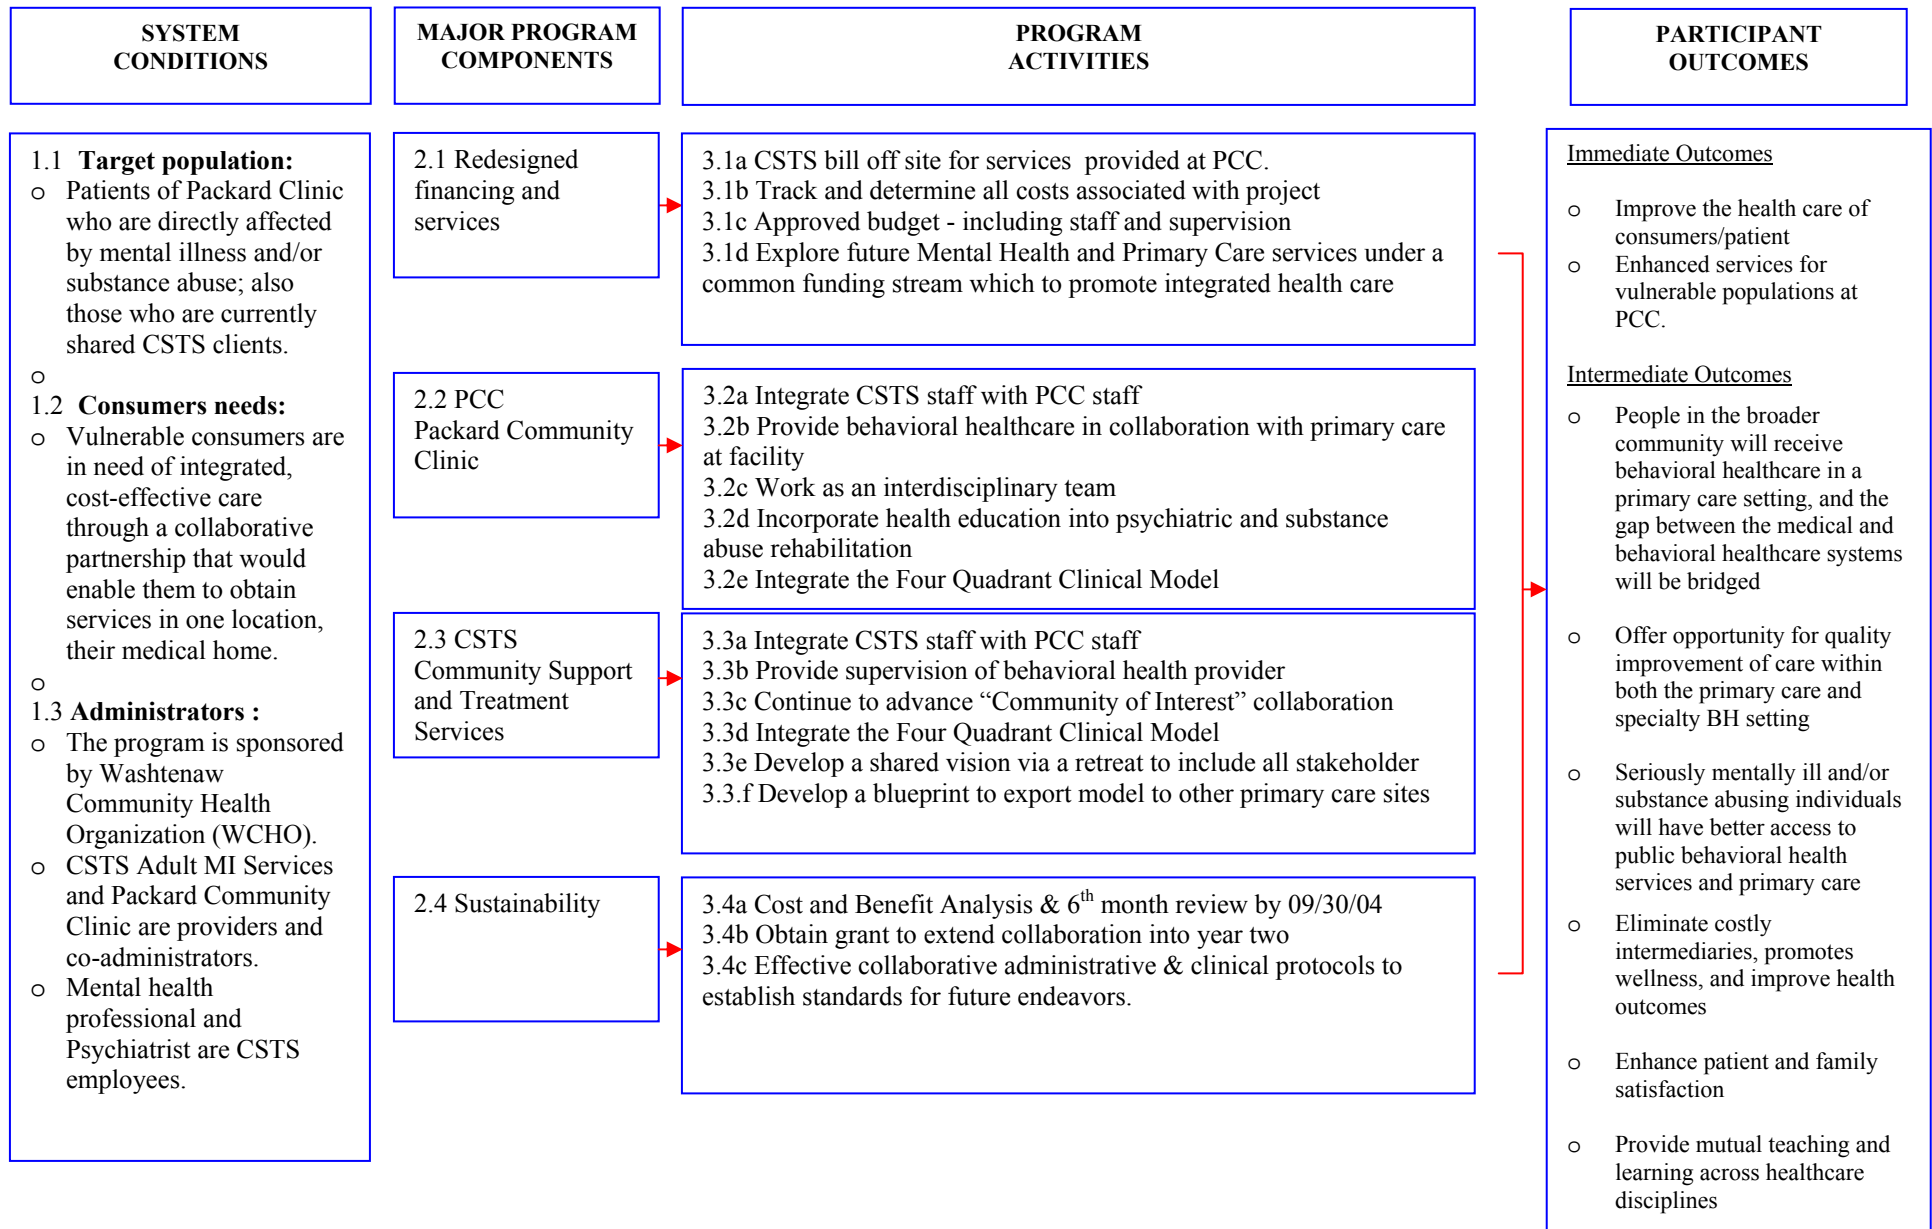 SYSTEM
CONDITIONS
MAJOR PROGRAM
COMPONENTS
PROGRAM
ACTIVITIES
PARTICIPANT
OUTCOMES
1.1 Target population:
o Patients of Packard Clinic
who are directly affected
by mental illness and/or
substance abuse; also
those who are currently
shared CSTS clients.
o
1.2 Consumers needs:
o Vulnerable consumers are
in need of integrated,
cost-effective care
through a collaborative
partnership that would
enable them to obtain
services in one location,
their medical home.
o
1.3 Administrators :
o The program is sponsored
by Washtenaw
Community Health
Organization (WCHO).
o CSTS Adult MI Services
and Packard Community
Clinic are providers and
co-administrators.
o Mental health
professional and
Psychiatrist are CSTS
employees.
2.1 Redesigned
financing and
services
3.1a CSTS bill off site for services provided at PCC.
3.1b Track and determine all costs associated with project
3.1c Approved budget - including staff and supervision
3.1d Explore future Mental Health and Primary Care services under a
common funding stream which to promote integrated health care
2.2 PCC
Packard Community
Clinic
3.2a Integrate CSTS staff with PCC staff
3.2b Provide behavioral healthcare in collaboration with primary care
at facility
3.2c Work as an interdisciplinary team
3.2d Incorporate health education into psychiatric and substance
abuse rehabilitation
3.2e Integrate the Four Quadrant Clinical Model
2.3 CSTS
Community Support
and Treatment
Services
3.3a Integrate CSTS staff with PCC staff
3.3b Provide supervision of behavioral health provider
3.3c Continue to advance “Community of Interest” collaboration
3.3d Integrate the Four Quadrant Clinical Model
3.3e Develop a shared vision via a retreat to include all stakeholder
3.3.f Develop a blueprint to export model to other primary care sites
2.4 Sustainability
3.4a Cost and Benefit Analysis & 6th month review by 09/30/04
3.4b Obtain grant to extend collaboration into year two
3.4c Effective collaborative administrative & clinical protocols to
establish standards for future endeavors.
Immediate Outcomes
o Improve the health care of
consumers/patient
o Enhanced services for
vulnerable populations at
PCC.
Intermediate Outcomes
o People in the broader
community will receive
behavioral healthcare in a
primary care setting, and the
gap between the medical and
behavioral healthcare systems
will be bridged
o Offer opportunity for quality
improvement of care within
both the primary care and
specialty BH setting
o Seriously mentally ill and/or
substance abusing individuals
will have better access to
public behavioral health
services and primary care
o Eliminate costly
intermediaries, promotes
wellness, and improve health
outcomes
o Enhance patient and family
satisfaction
o Provide mutual teaching and
learning across healthcare
disciplines